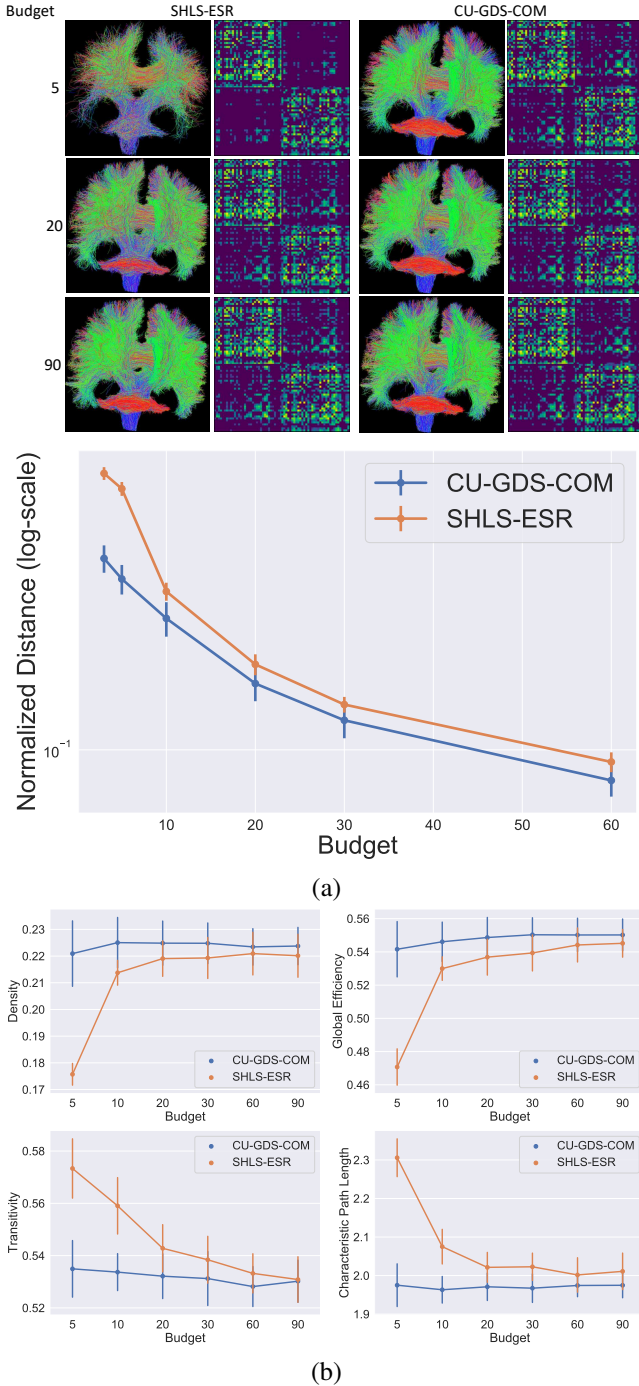 Budget SHLS-ESR CU-GDS-COM
5
20
90
Normalized Distance (log-scale)
CU-GDS-COM
SHLS-ESR
10⁻¹
10 20 30 40 50 60
Budget
(a)
Density
0.23
0.22
0.21
0.20
0.19
0.18
0.17
CU-GDS-COM
SHLS-ESR
5 10 20 30 60 90
Budget
Global Efficiency
0.56
0.54
0.52
0.50
0.48
0.46
CU-GDS-COM
SHLS-ESR
5 10 20 30 60 90
Budget
Transitivity
0.58
0.56
0.54
0.52
CU-GDS-COM
SHLS-ESR
5 10 20 30 60 90
Budget
Characteristic Path Length
2.3
2.2
2.1
2.0
1.9
CU-GDS-COM
SHLS-ESR
5 10 20 30 60 90
Budget
(b)